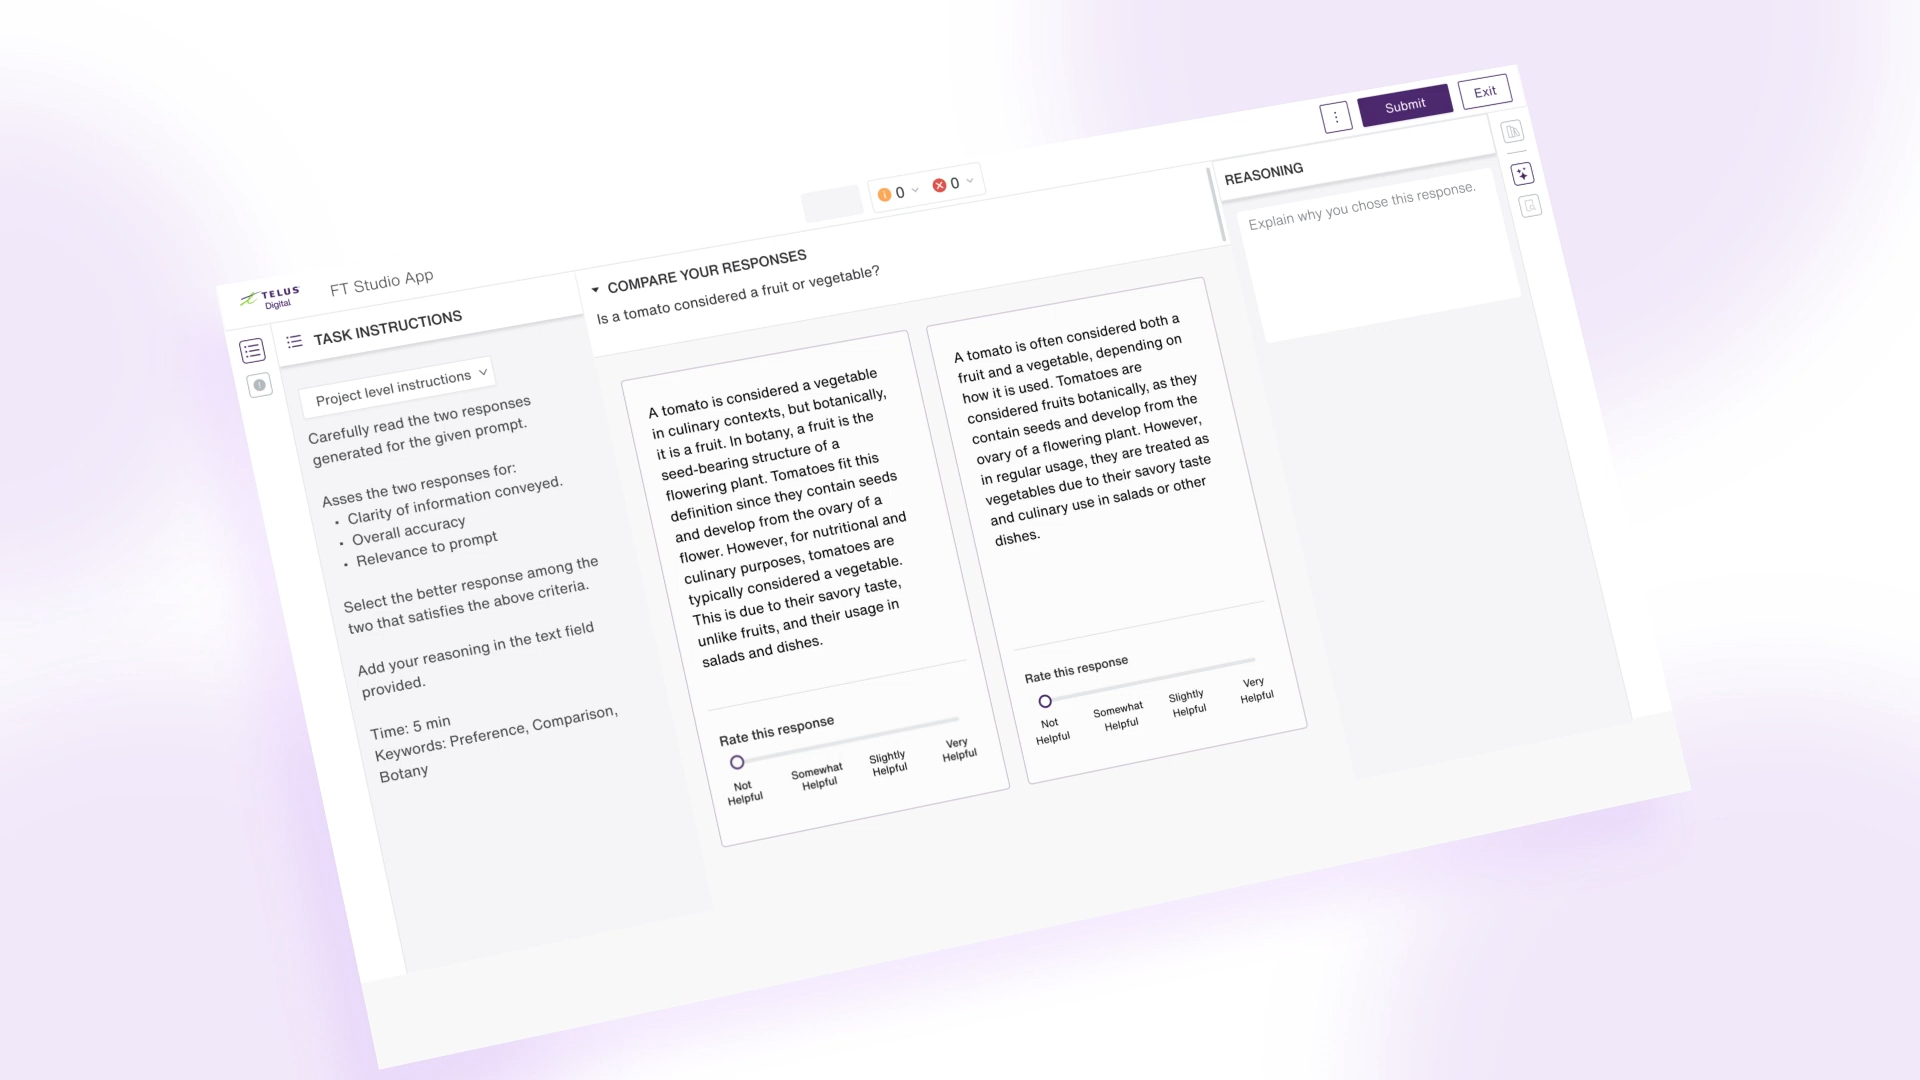 TELUS
Digital
FT Studio App
0
0
Submit
Exit
TASK INSTRUCTIONS
Project level instructions
Carefully read the two responses
generated for the given prompt.
Asses the two responses for:
• Clarity of information conveyed.
• Overall accuracy
• Relevance to prompt
Select the better response among the
two that satisfies the above criteria.
Add your reasoning in the text field
provided.
Time: 5 min
Keywords: Preference, Comparison,
Botany
COMPARE YOUR RESPONSES
Is a tomato considered a fruit or vegetable?
A tomato is considered a vegetable
in culinary contexts, but botanically,
it is a fruit. In botany, a fruit is the
seed-bearing structure of a
flowering plant. Tomatoes fit this
definition since they contain seeds
and develop from the ovary of a
flower. However, for nutritional and
culinary purposes, tomatoes are
typically considered a vegetable.
This is due to their savory taste,
unlike fruits, and their usage in
salads and dishes.
Rate this response
Not
Helpful
Somewhat
Helpful
Slightly
Helpful
Very
Helpful
A tomato is often considered both a
fruit and a vegetable, depending on
how it is used. Tomatoes are
considered fruits botanically, as they
contain seeds and develop from the
ovary of a flowering plant. However,
in regular usage, they are treated as
vegetables due to their savory taste
and culinary use in salads or other
dishes.
Rate this response
Not
Helpful
Somewhat
Helpful
Slightly
Helpful
Very
Helpful
REASONING
Explain why you chose this response.